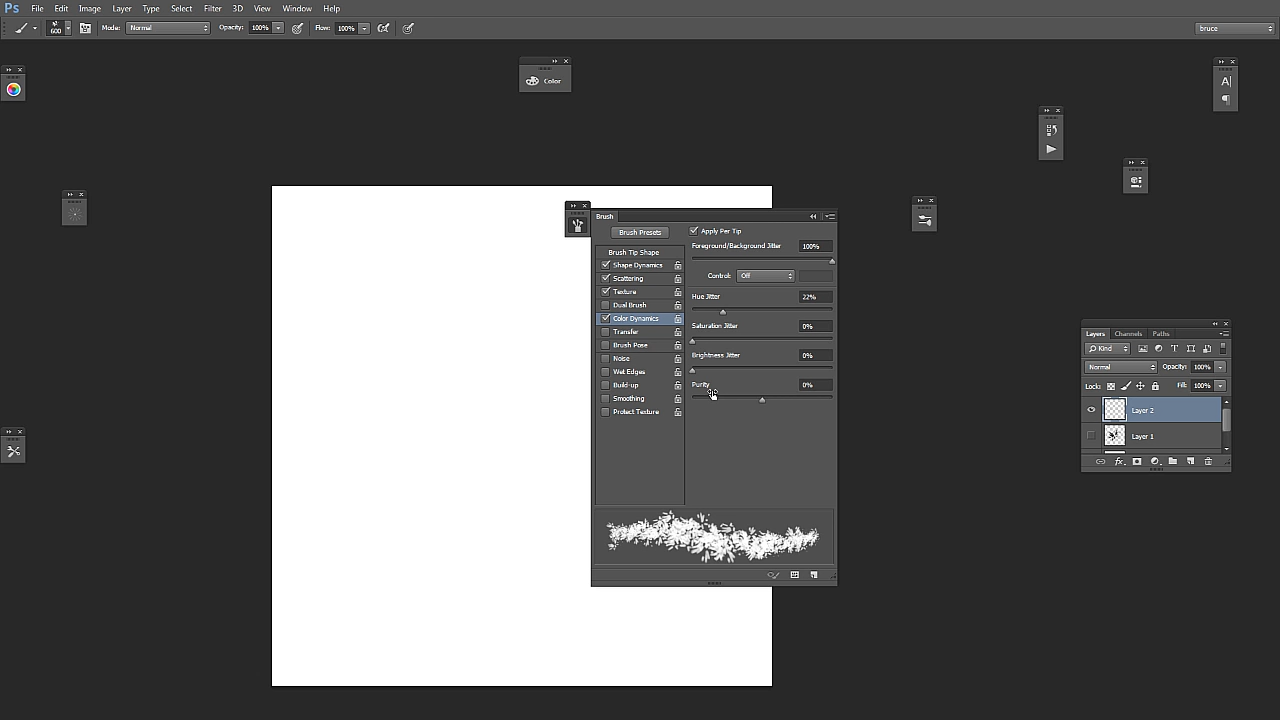 Ps File Edit Image Layer Type Select Filter 3D View Window Help
600 Mode: Normal Opacity: 100% Flow: 100% bruce
Color
A|
¶
Brush
Brush Presets
Brush Tip Shape
Shape Dynamics
Scattering
Texture
Dual Brush
Color Dynamics
Transfer
Brush Pose
Noise
Wet Edges
Build-up
Smoothing
Protect Texture
Apply Per Tip
Foreground/Background Jitter 100%
Control: Off
Hue Jitter 22%
Saturation Jitter 0%
Brightness Jitter 0%
Purity 0%
Layers Channels Paths
Kind T
Normal Opacity: 100%
Lock: Fill: 100%
Layer 2
Layer 1
fx